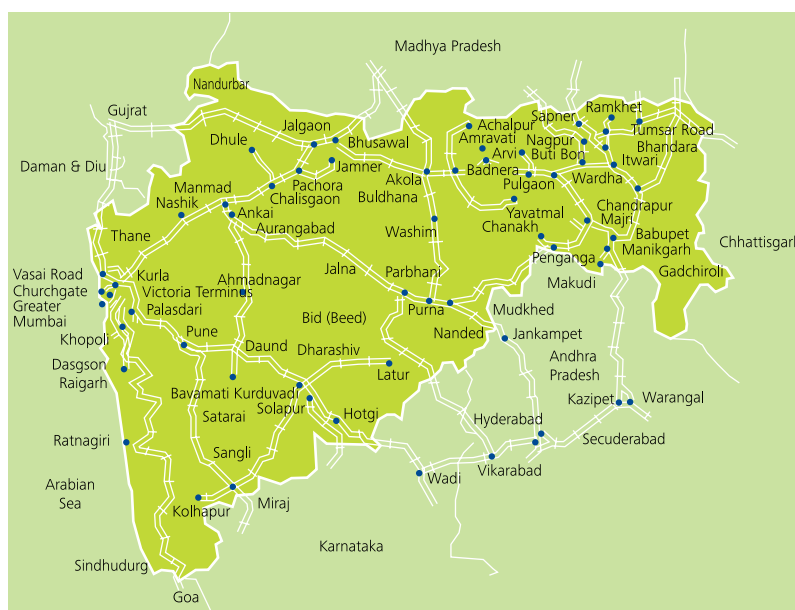 Madhya Pradesh
Nandurbar
Gujrat
Ramkhet
Sapner
Achalpur
Tumsar Road
Jalgaon
Dhule
Bhusawal
Amravati
Nagpur
Bhandara
Arvi
Buti Bon
Itwari
Daman & Diu
Jamner
Badnera
Akola
Pachora
Manmad
Pulgaon
Wardha
Chalisgaon
Buldhana
Nashik
Chandrapur
Ankai
Yavatmal
Majri
Aurangabad
Washim
Chanakh
Babupet
Thane
Manikgarh
Chhattisgarh
Penganga
Jalna
Parbhani
Gadchiroli
Vasai Road
Kurla
Ahmadnagar
Makudi
Churchgate
Victoria Terminus
Greater
Mumbai
Palasdari
Purna
Mudkhed
Bid (Beed)
Khopoli
Pune
Nanded
Jankampet
Daund
Dharashiv
Andhra
Pradesh
Dasgson
Raigarh
Latur
Bavamati
Kurduvadi
Kazipet
Warangal
Solapur
Satarai
Hotgi
Hyderabad
Ratnagiri
Secuderabad
Sangli
Vikarabad
Wadi
Arabian
Sea
Miraj
Kolhapur
Karnataka
Sindhudurg
Goa